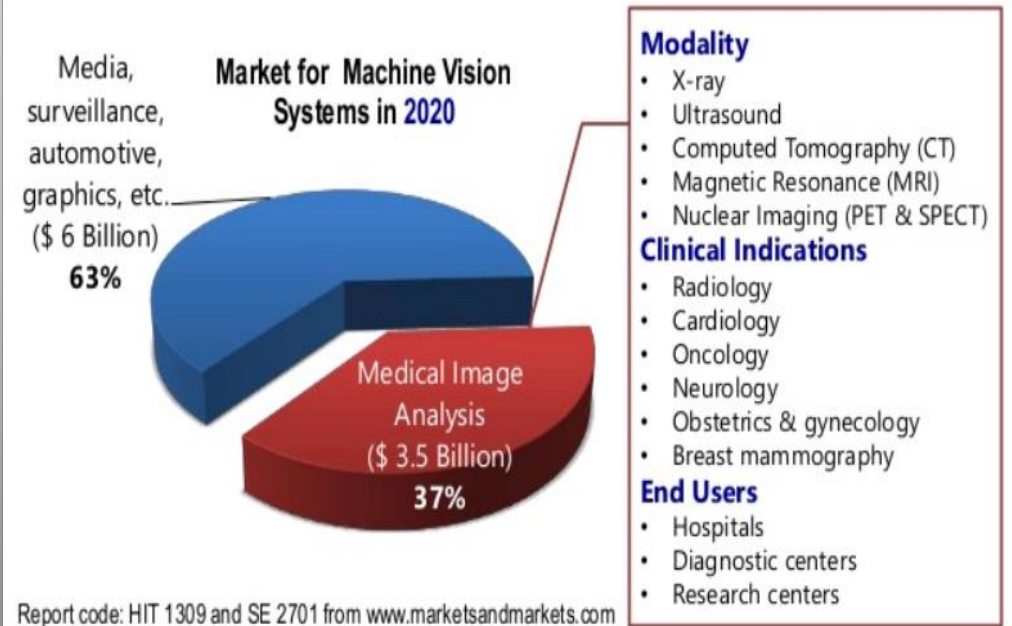 Market for Machine Vision
Systems in 2020
Media,
surveillance,
automotive,
graphics, etc.
($ 6 Billion)
63%
Medical Image
Analysis
($ 3.5 Billion)
37%
Modality
• X-ray
• Ultrasound
• Computed Tomography (CT)
• Magnetic Resonance (MRI)
• Nuclear Imaging (PET & SPECT)
Clinical Indications
• Radiology
• Cardiology
• Oncology
• Neurology
• Obstetrics & gynecology
• Breast mammography
End Users
• Hospitals
• Diagnostic centers
• Research centers
Report code: HIT 1309 and SE 2701 from www.marketsandmarkets.com